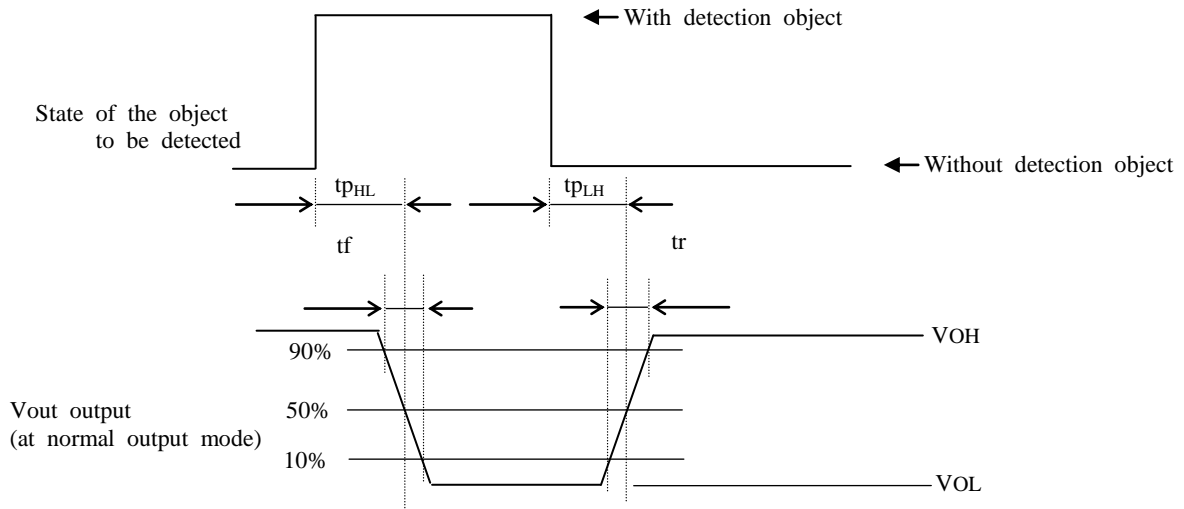 With detection object
State of the object
to be detected
Without detection object
tpHL
tpLH
tf
tr
VOH
90%
Vout output
50%
(at normal output mode)
10%
VOL